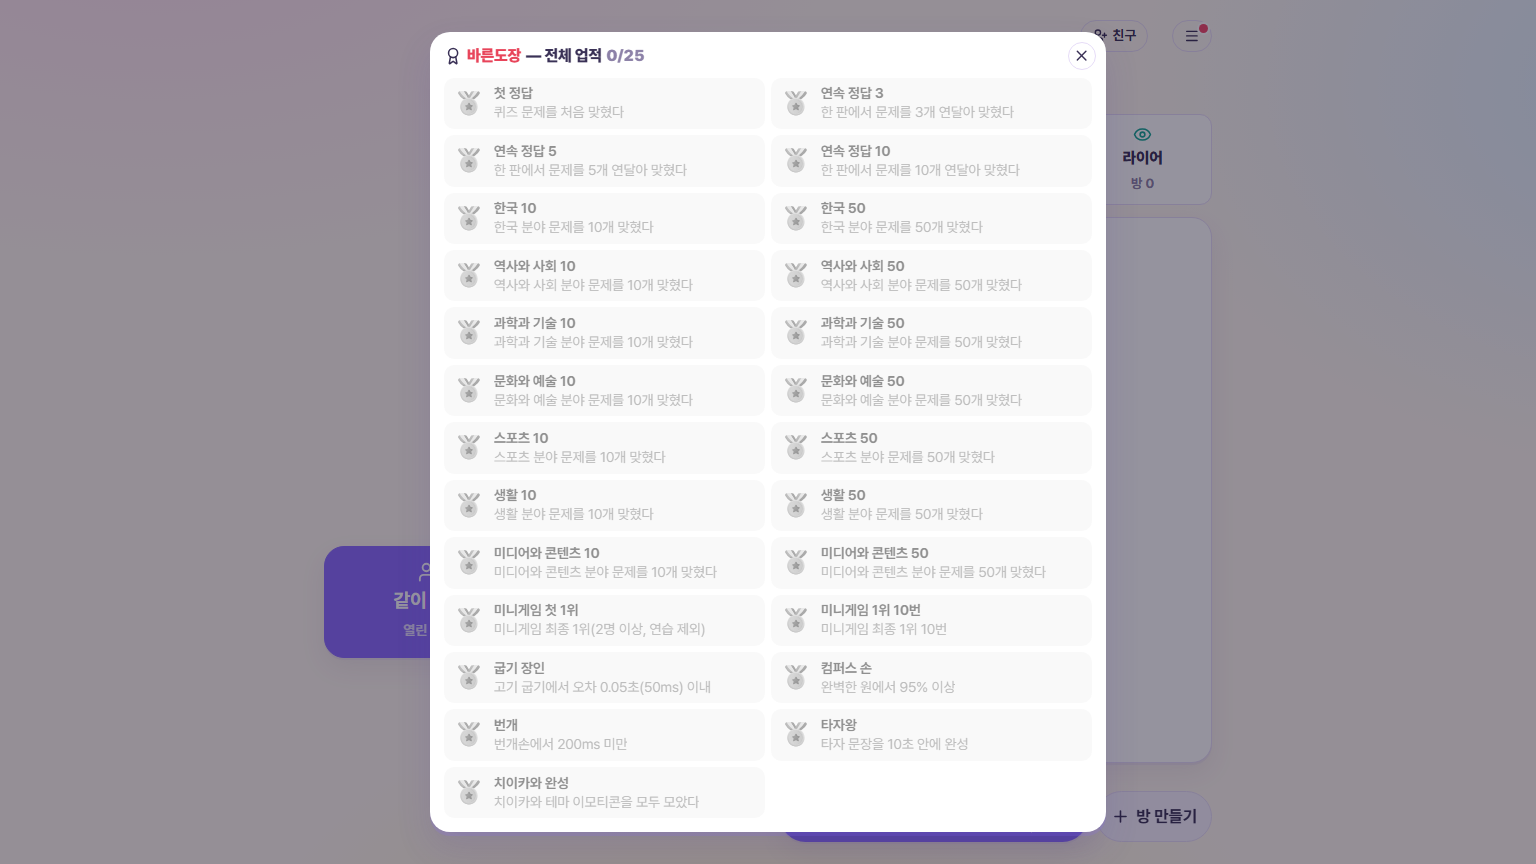 바른도장 — 전체 업적 0/25
친구
첫 정답
퀴즈 문제를 처음 맞혔다
연속 정답 3
한 판에서 문제를 3개 연달아 맞혔다
연속 정답 5
한 판에서 문제를 5개 연달아 맞혔다
연속 정답 10
한 판에서 문제를 10개 연달아 맞혔다
라이어
방 0
한국 10
한국 분야 문제를 10개 맞혔다
한국 50
한국 분야 문제를 50개 맞혔다
역사와 사회 10
역사와 사회 분야 문제를 10개 맞혔다
역사와 사회 50
역사와 사회 분야 문제를 50개 맞혔다
과학과 기술 10
과학과 기술 분야 문제를 10개 맞혔다
과학과 기술 50
과학과 기술 분야 문제를 50개 맞혔다
문화와 예술 10
문화와 예술 분야 문제를 10개 맞혔다
문화와 예술 50
문화와 예술 분야 문제를 50개 맞혔다
스포츠 10
스포츠 분야 문제를 10개 맞혔다
스포츠 50
스포츠 분야 문제를 50개 맞혔다
생활 10
생활 분야 문제를 10개 맞혔다
생활 50
생활 분야 문제를 50개 맞혔다
미디어와 콘텐츠 10
미디어와 콘텐츠 분야 문제를 10개 맞혔다
미디어와 콘텐츠 50
미디어와 콘텐츠 분야 문제를 50개 맞혔다
같이
열린
미니게임 첫 1위
미니게임 최종 1위(2명 이상, 연습 제외)
미니게임 1위 10번
미니게임 최종 1위 10번
굽기 장인
고기 굽기에서 오차 0.05초(50ms) 이내
컴퍼스 손
완벽한 원에서 95% 이상
번개
번개손에서 200ms 미만
타자왕
타자 문장을 10초 안에 완성
치이카와 완성
치이카와 테마 이모티콘을 모두 모았다
방 만들기